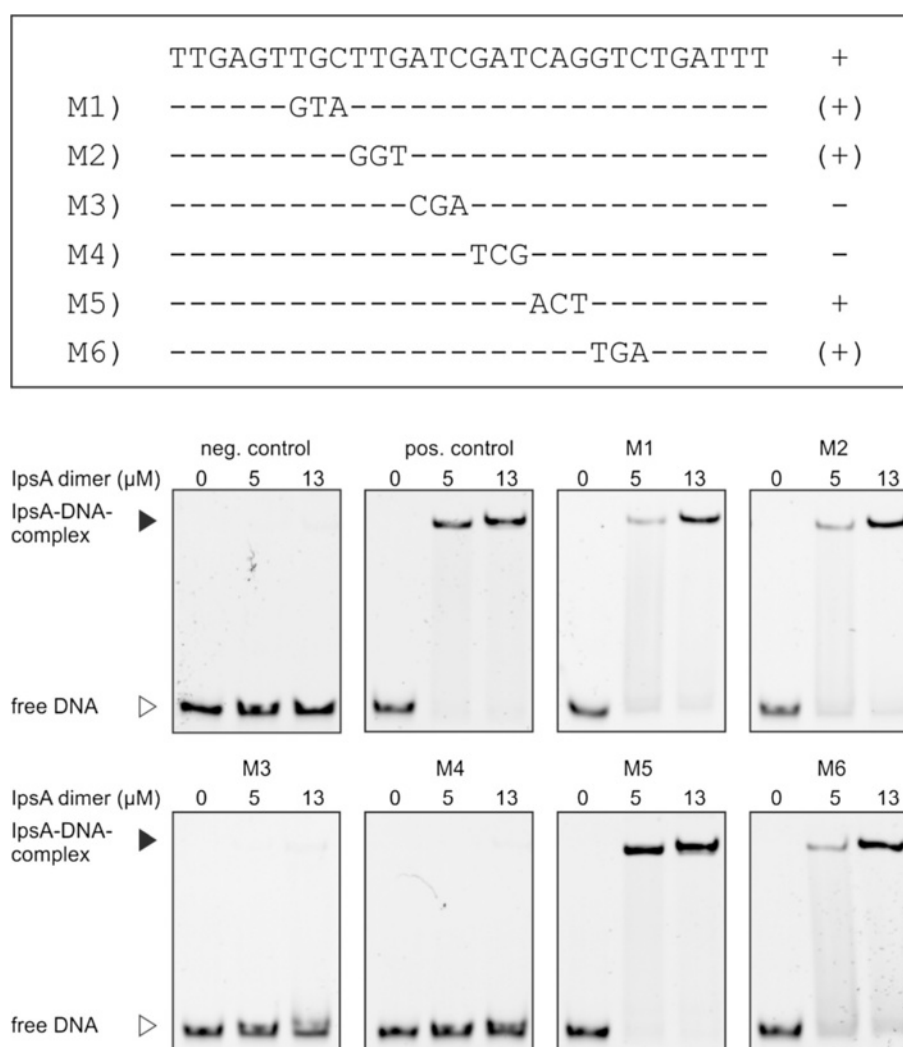 TTGAGTTGCTTGATCGATCAGGTCTGATTT +
M1) ------GTA--------------------- (+)
M2) ---------GGT------------------ (+)
M3) ------------CGA--------------- -
M4) ---------------TCG------------ -
M5) ------------------ACT--------- +
M6) ---------------------TGA------ (+)
neg. control pos. control M1 M2
IpsA dimer (µM) 0 5 13 0 5 13 0 5 13 0 5 13
IpsA-DNA-
complex
free DNA
M3 M4 M5 M6
IpsA dimer (µM) 0 5 13 0 5 13 0 5 13 0 5 13
IpsA-DNA-
complex
free DNA